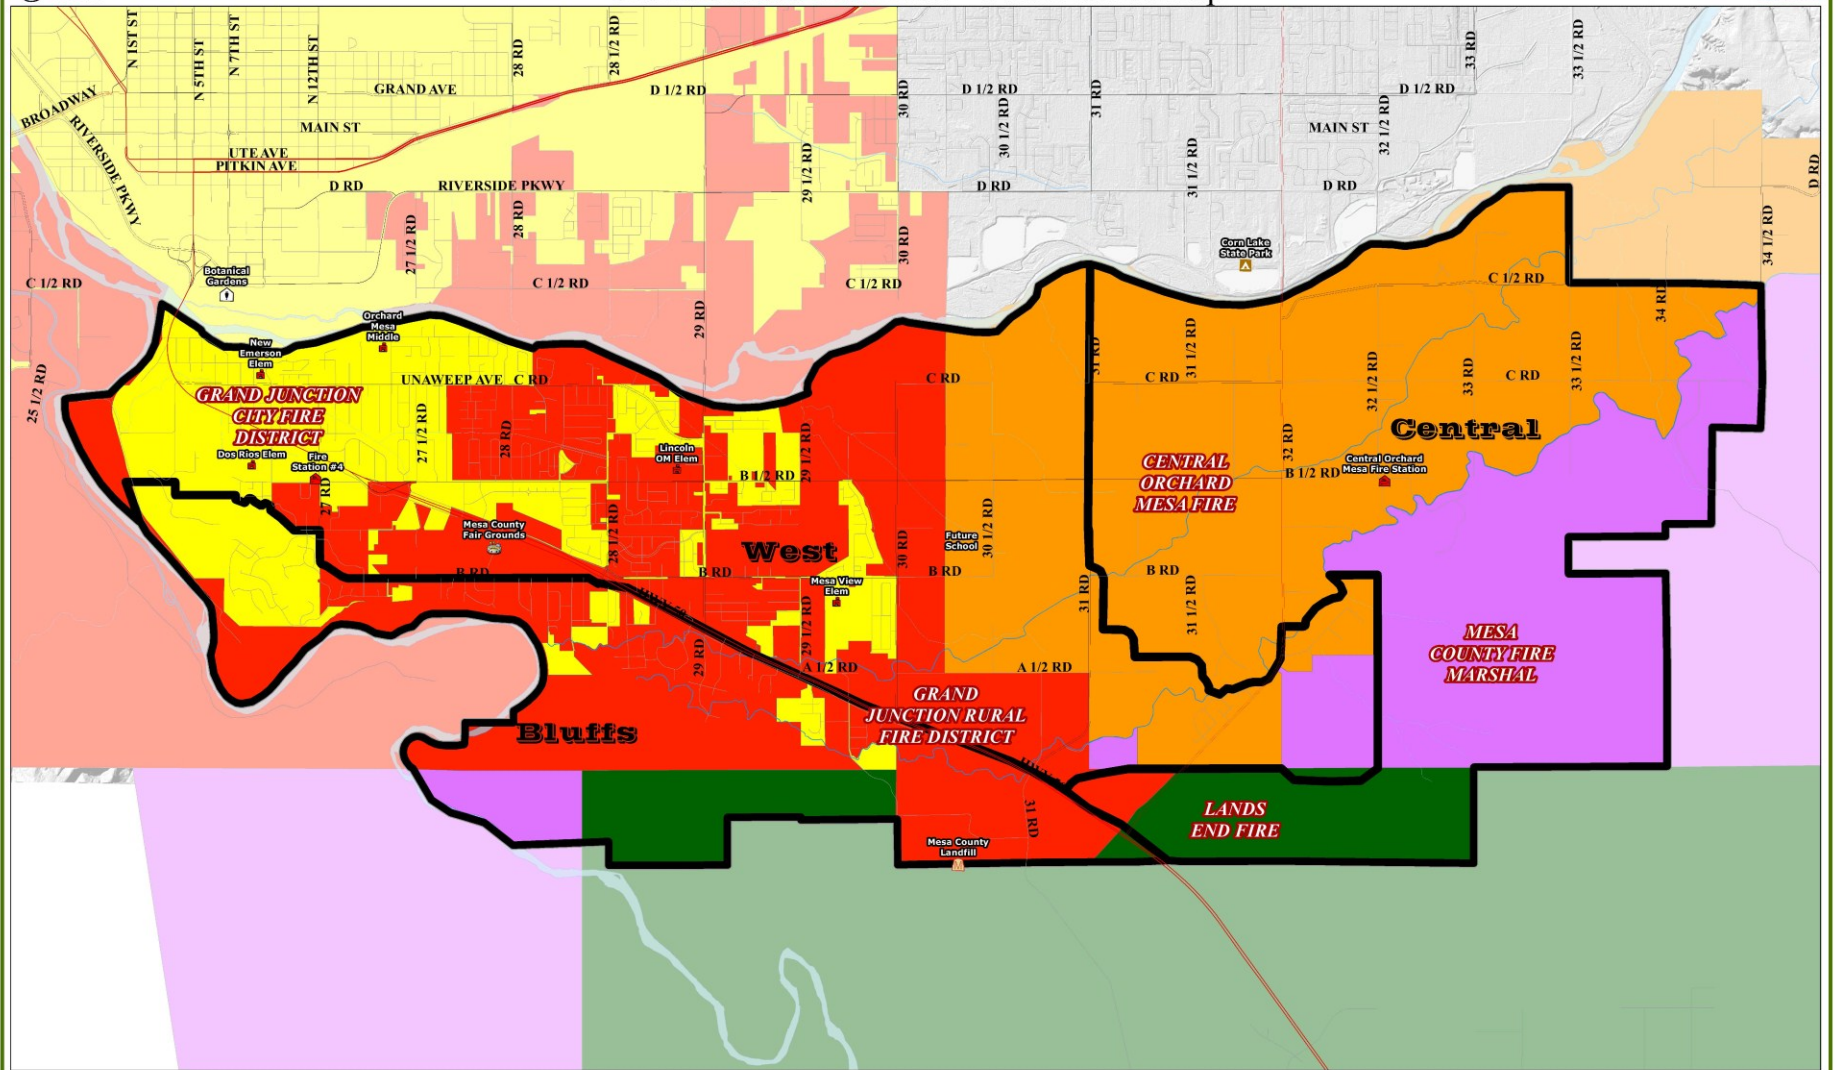 N 1ST ST
N 5TH ST
N 7TH ST
N 12TH ST
28 RD
28 1/2 RD
33 RD
33 1/2 RD
BROADWAY
GRAND AVE
D 1/2 RD
30 RD
D 1/2 RD
31 RD
D 1/2 RD
RIVERSIDE PKWY
MAIN ST
30 1/2 RD
MAIN ST
32 1/2 RD
UTE AVE
PITKIN AVE
29 1/2 RD
31 1/2 RD
D RD
RIVERSIDE PKWY
D RD
D RD
D RD
27 1/2 RD
28 RD
30 RD
34 1/2 RD
Corn Lake
State Park
Botanical
Gardens
C 1/2 RD
C 1/2 RD
C 1/2 RD
C 1/2 RD
34 RD
Orchard
Mesa
Middle
29 RD
New
Emerson
Elem
31 RD
31 1/2 RD
33 1/2 RD
25 1/2 RD
UNAWEEP AVE
C RD
C RD
C RD
32 1/2 RD
33 RD
C RD
GRAND JUNCTION
CITY FIRE
DISTRICT
27 1/2 RD
28 RD
29 1/2 RD
32 RD
Central
Dos Rios Elem
Fire
Station #4
Lincoln
OM Elem
B 1/2 RD
CENTRAL
ORCHARD
MESA FIRE
B 1/2 RD
Central Orchard
Mesa Fire Station
27 RD
Mesa County
Fair Grounds
28 1/2 RD
West
30 RD
Future
School
30 1/2 RD
B RD
B RD
B RD
B RD
Mesa View
Elem
31 RD
31 1/2 RD
29 RD
29 1/2 RD
A 1/2 RD
A 1/2 RD
MESA
COUNTY FIRE
MARSHAL
GRAND
JUNCTION RURAL
FIRE DISTRICT
Bluffs
31 RD
LANDS
END FIRE
Mesa County
Landfill